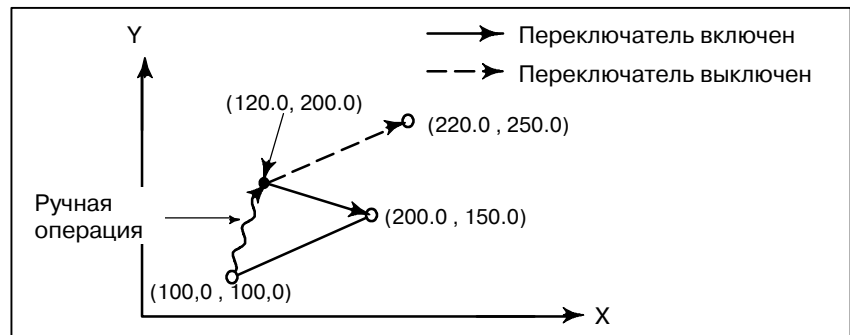 Y
Переключатель включен
Переключатель выключен
(120.0, 200.0)
(220.0 , 250.0)
Ручная
операция
(200.0 , 150.0)
(100,0 , 100,0)
X